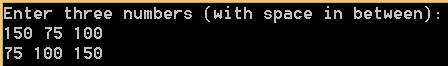 Enter three numbers (with space in between):
150 75 100
75 100 150